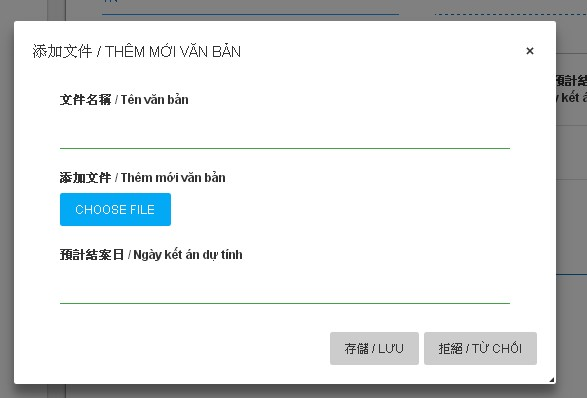 添加文件 / THÊM MỚI VĂN BẢN
×
文件名稱 / Tên văn bản
添加文件 / Thêm mới văn bản
CHOOSE FILE
預計結案日 / Ngày kết án dự tính
存儲 / LƯU
拒絕 / TỪ CHỐI